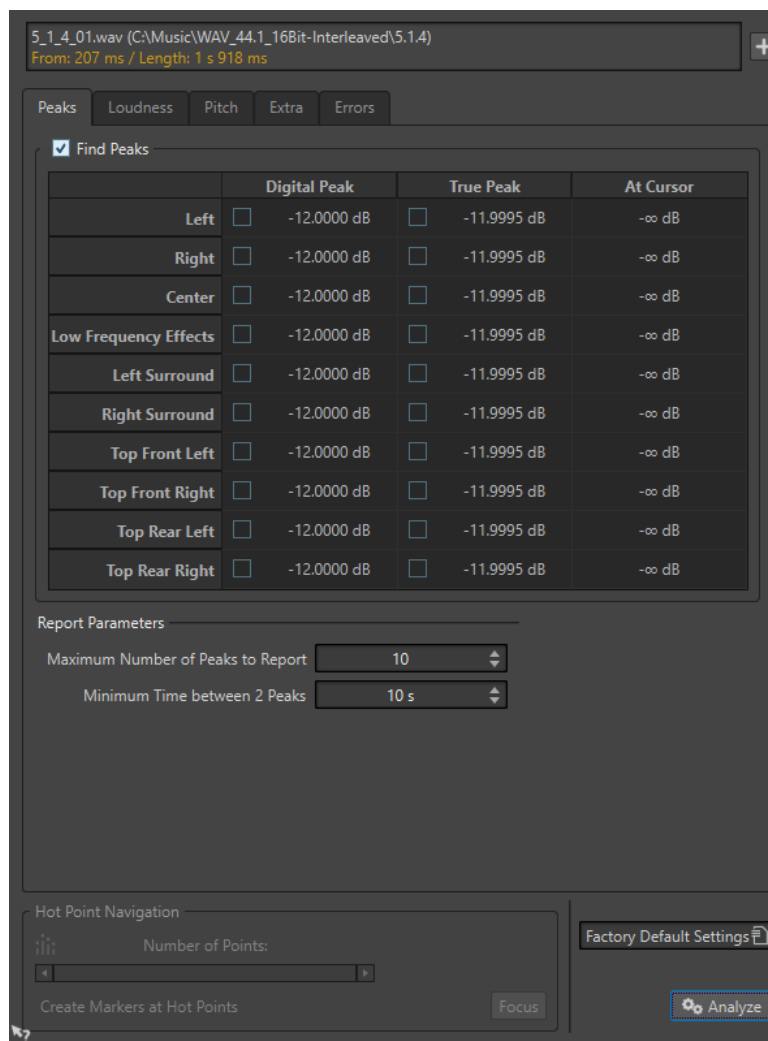 5_1_4_01.wav (C:\Music\WAV_44.1_16Bit-Interleaved\5.1.4)
From: 207 ms / Length: 1 s 918 ms
Peaks Loudness Pitch Extra Errors
Find Peaks
Digital Peak True Peak At Cursor
Left -12.0000 dB -11.9995 dB -∞ dB
Right -12.0000 dB -11.9995 dB -∞ dB
Center -12.0000 dB -11.9995 dB -∞ dB
Low Frequency Effects -12.0000 dB -11.9995 dB -∞ dB
Left Surround -12.0000 dB -11.9995 dB -∞ dB
Right Surround -12.0000 dB -11.9995 dB -∞ dB
Top Front Left -12.0000 dB -11.9995 dB -∞ dB
Top Front Right -12.0000 dB -11.9995 dB -∞ dB
Top Rear Left -12.0000 dB -11.9995 dB -∞ dB
Top Rear Right -12.0000 dB -11.9995 dB -∞ dB
Report Parameters
Maximum Number of Peaks to Report 10
Minimum Time between 2 Peaks 10 s
Hot Point Navigation
Number of Points:
Factory Default Settings
Create Markers at Hot Points Focus
Analyze